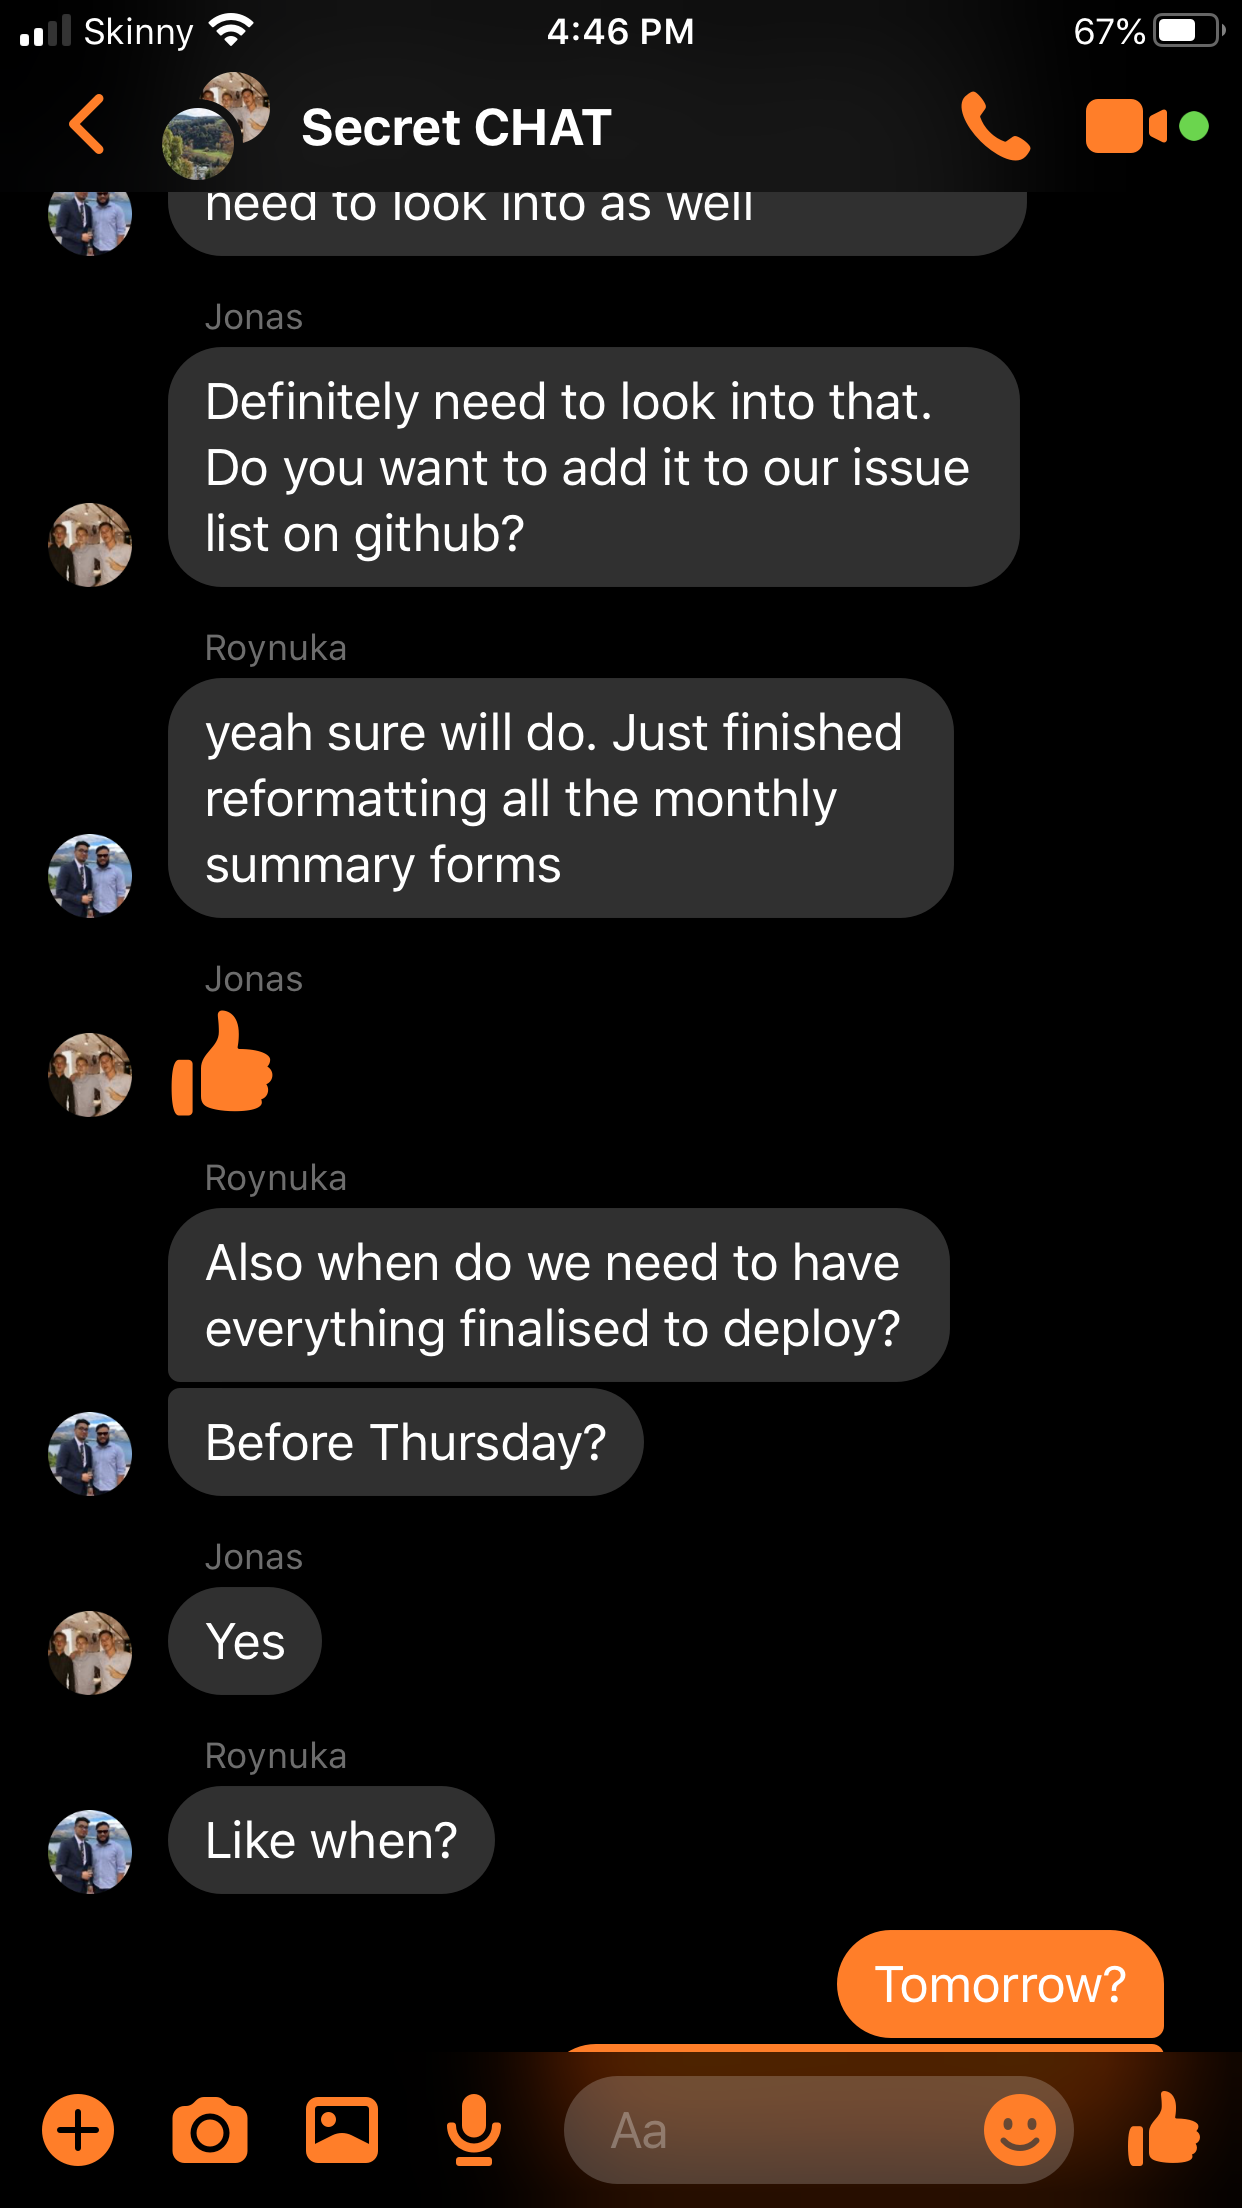 Skinny 4:46 PM 67%
Secret CHAT
need to look into as well
Jonas
Definitely need to look into that.
Do you want to add it to our issue
list on github?
Roynuka
yeah sure will do. Just finished
reformatting all the monthly
summary forms
Jonas
Roynuka
Also when do we need to have
everything finalised to deploy?
Before Thursday?
Jonas
Yes
Roynuka
Like when?
Tomorrow?
Aa